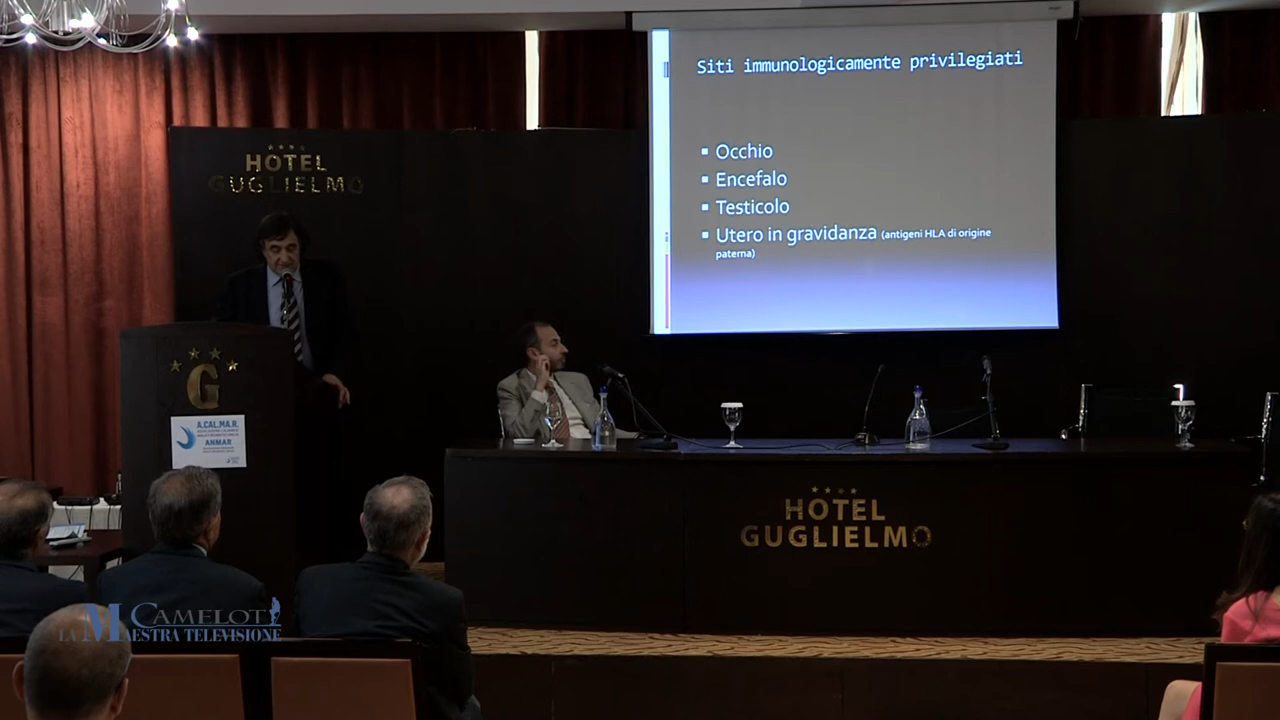 Siti immunologicamente privilegiati
▪ Occhio
▪ Encefalo
▪ Testicolo
▪ Utero in gravidanza (antigeni HLA di origine
paterna)
HOTEL
GUGLIELMO
G
A.CAL.MA.R.
ANMAR
HOTEL
GUGLIELMO
CAMELOT
LA MAESTRA TELEVISIONE